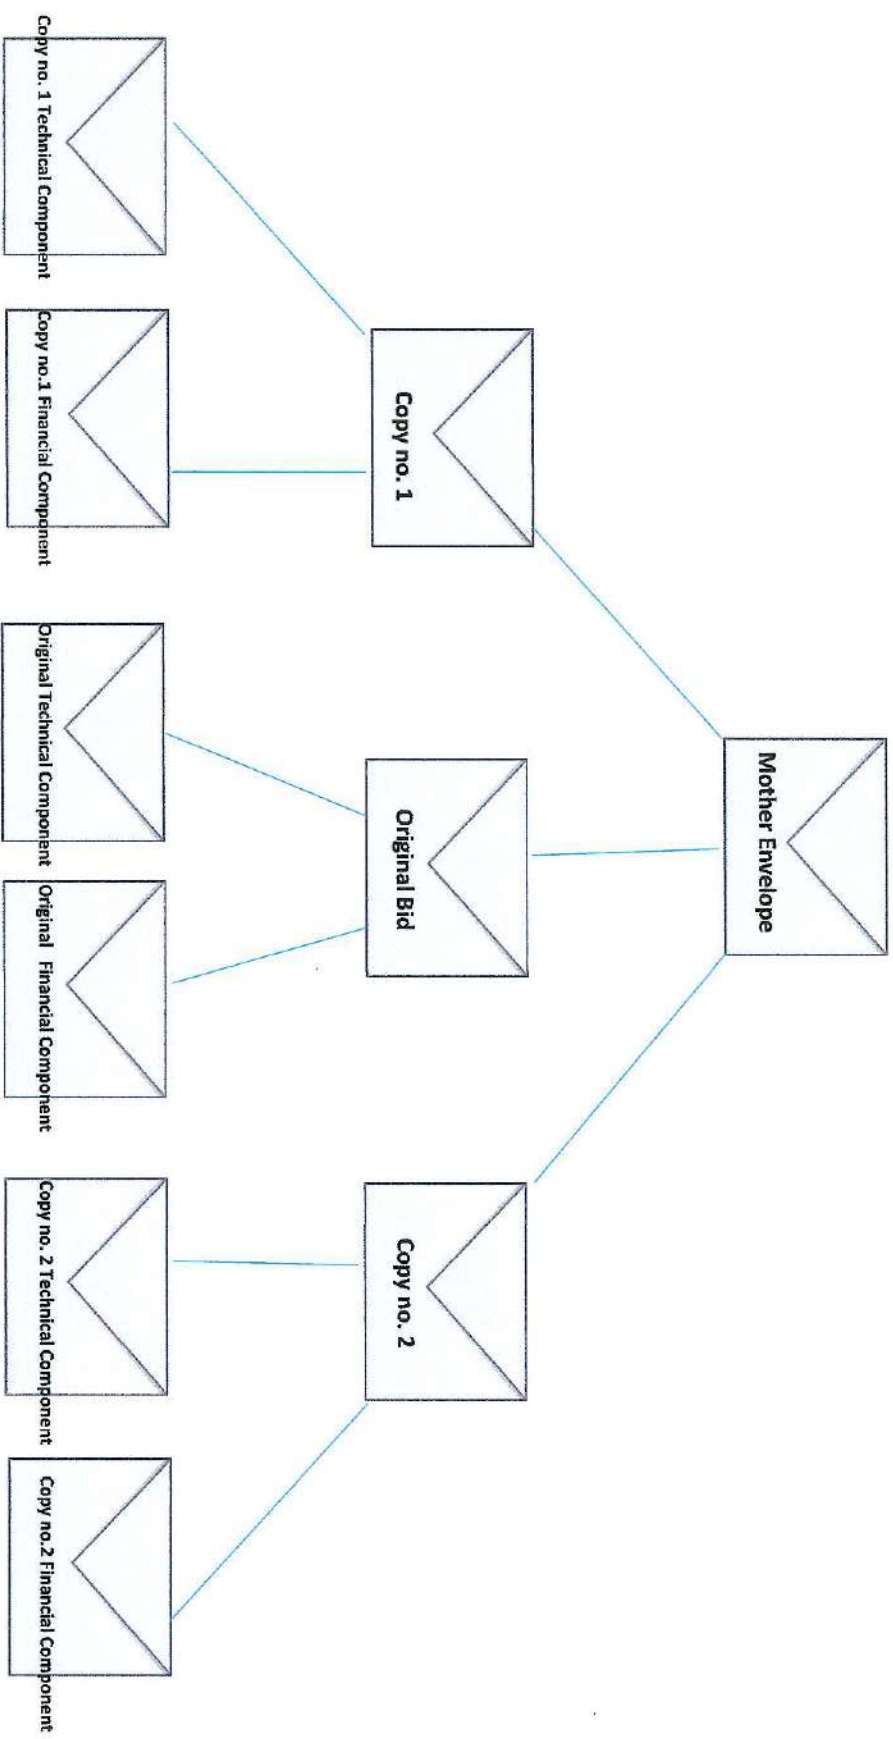 Mother Envelope
Copy no. 1
Original Bid
Copy no. 2
Copy no. 1 Technical Component
Copy no.1 Financial Component
Original Technical Component
Original Financial Component
Copy no. 2 Technical Component
Copy no.2 Financial Component